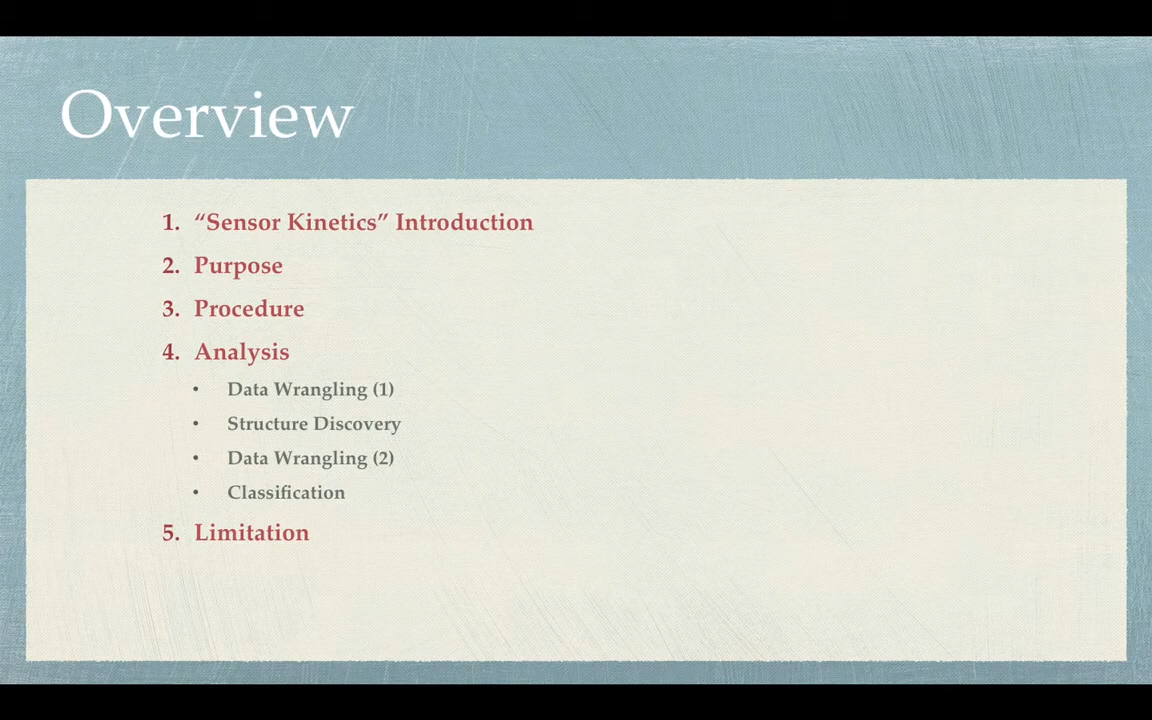 Overview
1. “Sensor Kinetics” Introduction
2. Purpose
3. Procedure
4. Analysis
• Data Wrangling (1)
• Structure Discovery
• Data Wrangling (2)
• Classification
5. Limitation